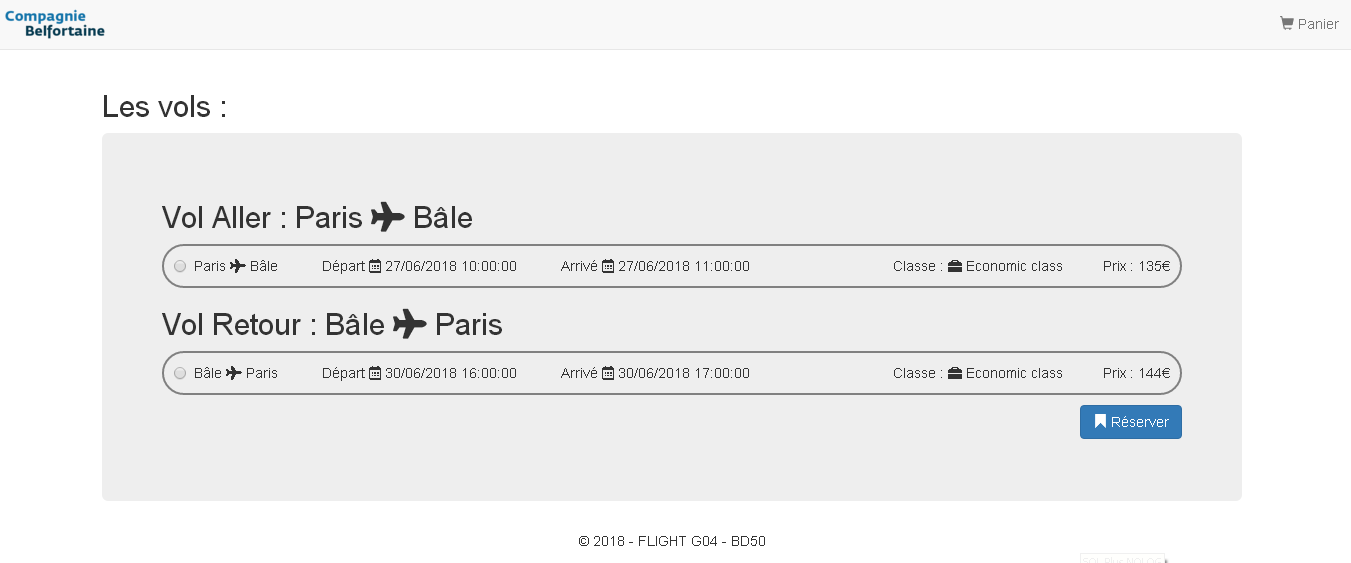 Compagnie
Belfortaine
Panier
Les vols :
Vol Aller : Paris Bâle
Paris Bâle Départ 27/06/2018 10:00:00 Arrivé 27/06/2018 11:00:00 Classe : Economic class Prix : 135€
Vol Retour : Bâle Paris
Bâle Paris Départ 30/06/2018 16:00:00 Arrivé 30/06/2018 17:00:00 Classe : Economic class Prix : 144€
Réserver
© 2018 - FLIGHT G04 - BD50